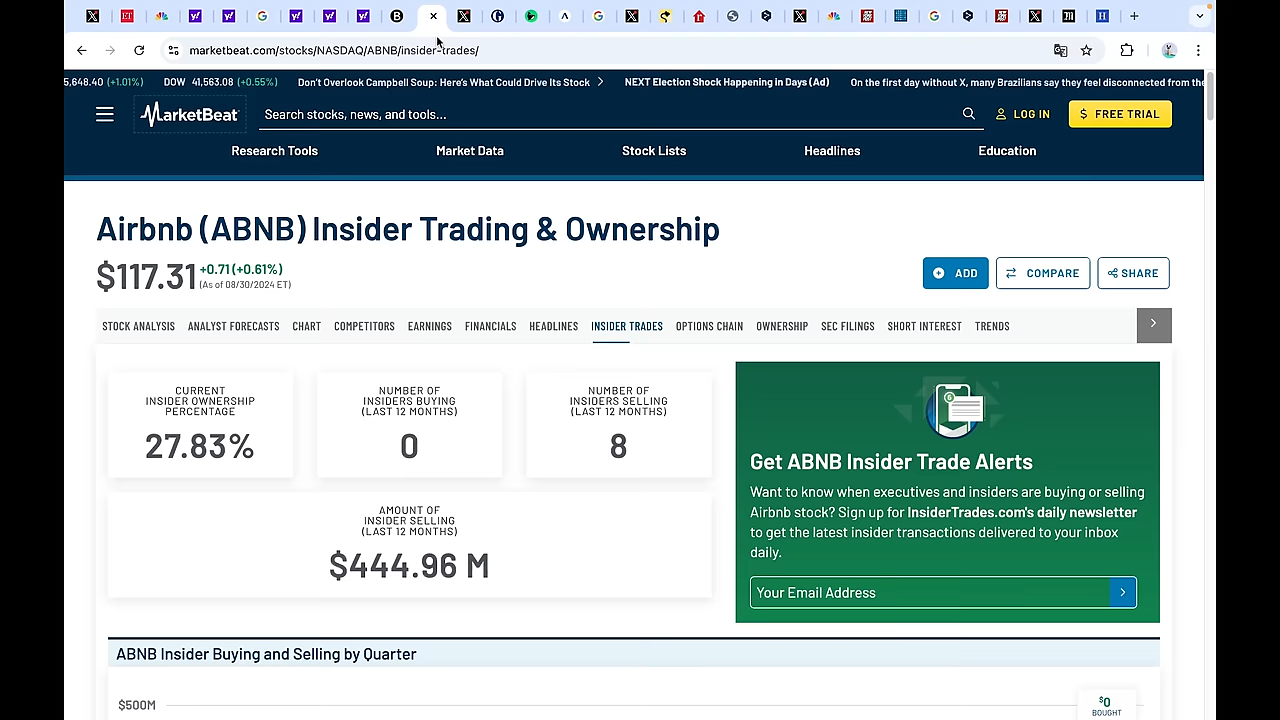 marketbeat.com/stocks/NASDAQ/ABNB/insider-trades/
5,648.40 (+1.01%) DOW 41,563.08 (+0.55%) Don't Overlook Campbell Soup: Here's What Could Drive Its Stock NEXT Election Shock Happening in Days (Ad) On the first day without X, many Brazilians say they feel disconnected from the
MarketBeat Search stocks, news, and tools... LOG IN $ FREE TRIAL
Research Tools Market Data Stock Lists Headlines Education
Airbnb (ABNB) Insider Trading & Ownership
$117.31 +0.71 (+0.61%)
(As of 08/30/2024 ET)
ADD COMPARE SHARE
STOCK ANALYSIS ANALYST FORECASTS CHART COMPETITORS EARNINGS FINANCIALS HEADLINES INSIDER TRADES OPTIONS CHAIN OWNERSHIP SEC FILINGS SHORT INTEREST TRENDS
CURRENT
INSIDER OWNERSHIP
PERCENTAGE
27.83%
NUMBER OF
INSIDERS BUYING
(LAST 12 MONTHS)
0
NUMBER OF
INSIDERS SELLING
(LAST 12 MONTHS)
8
AMOUNT OF
INSIDER SELLING
(LAST 12 MONTHS)
$444.96 M
Get ABNB Insider Trade Alerts
Want to know when executives and insiders are buying or selling
Airbnb stock? Sign up for InsiderTrades.com's daily newsletter
to get the latest insider transactions delivered to your inbox
daily.
Your Email Address
ABNB Insider Buying and Selling by Quarter
$500M
$0
BOUGHT